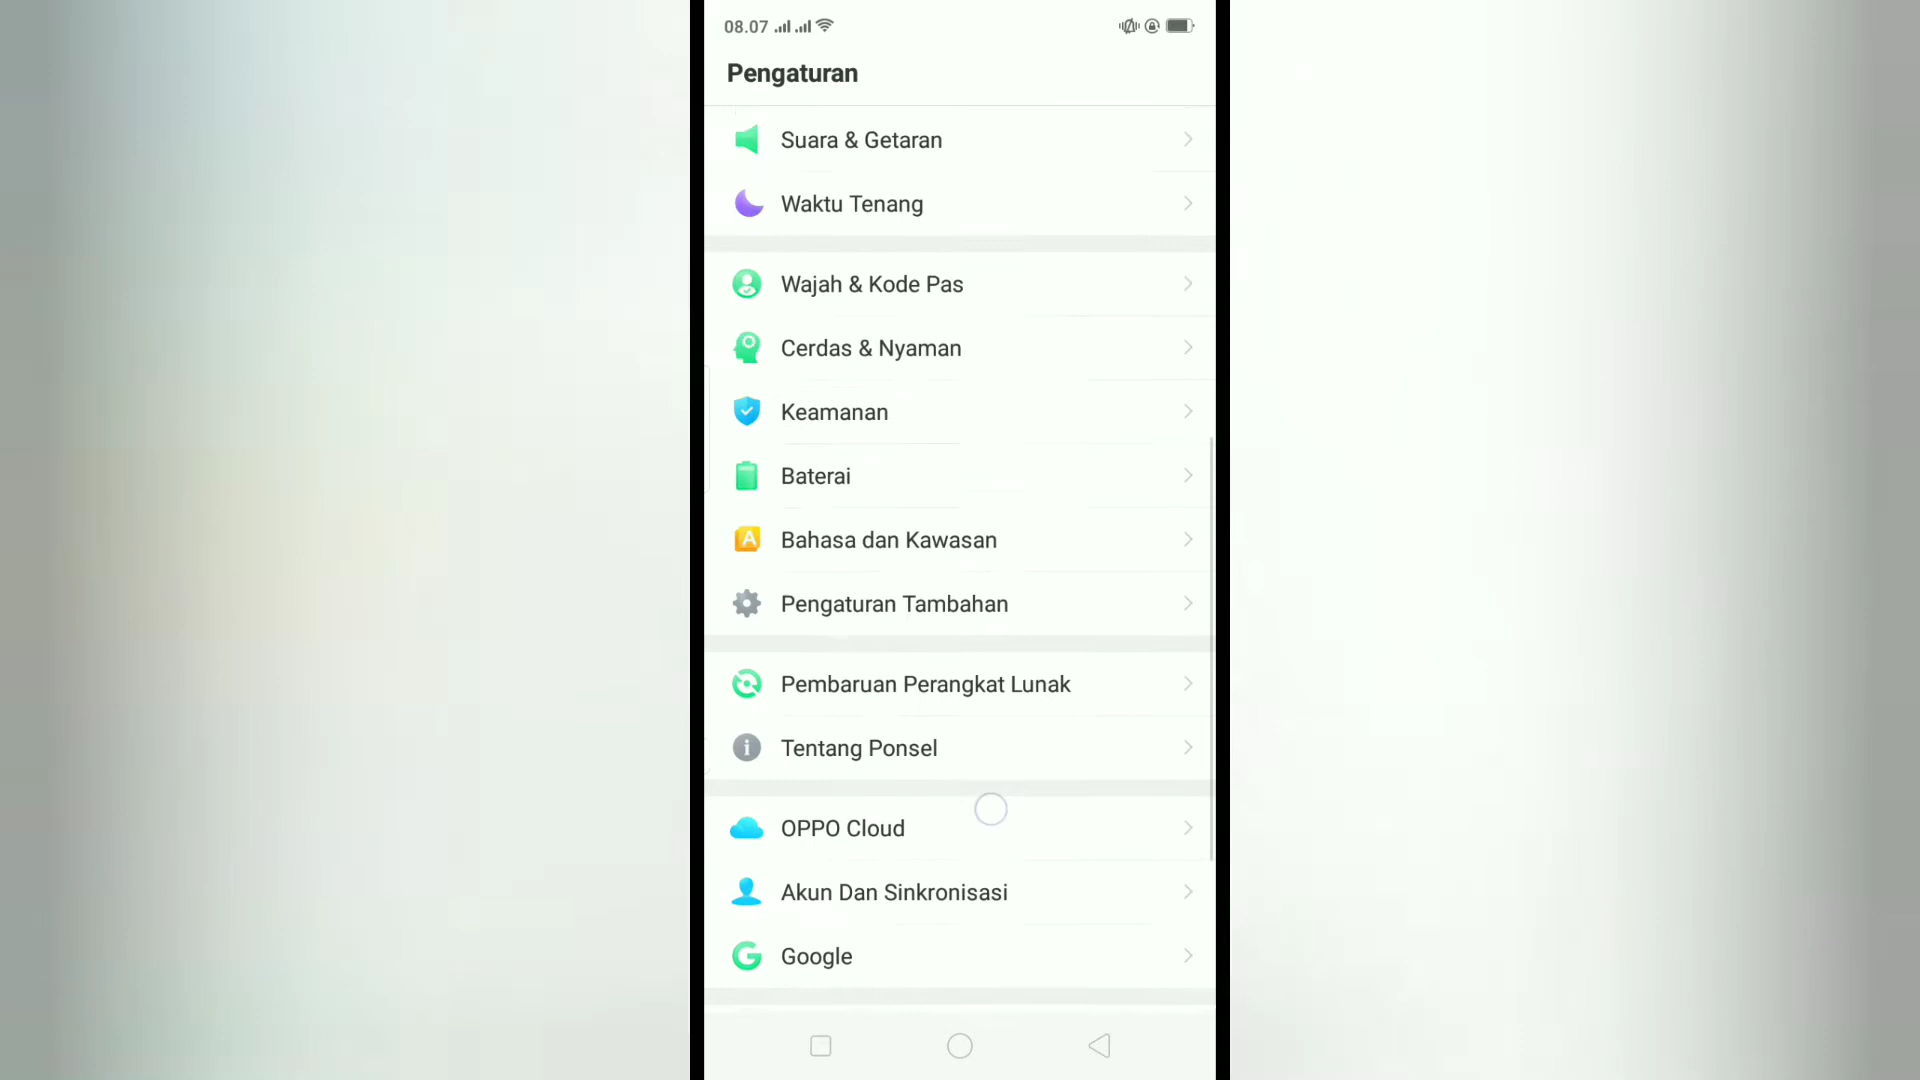 08.07
Pengaturan
Suara & Getaran
Waktu Tenang
Wajah & Kode Pas
Cerdas & Nyaman
Keamanan
Baterai
Bahasa dan Kawasan
Pengaturan Tambahan
Pembaruan Perangkat Lunak
Tentang Ponsel
OPPO Cloud
Akun Dan Sinkronisasi
Google